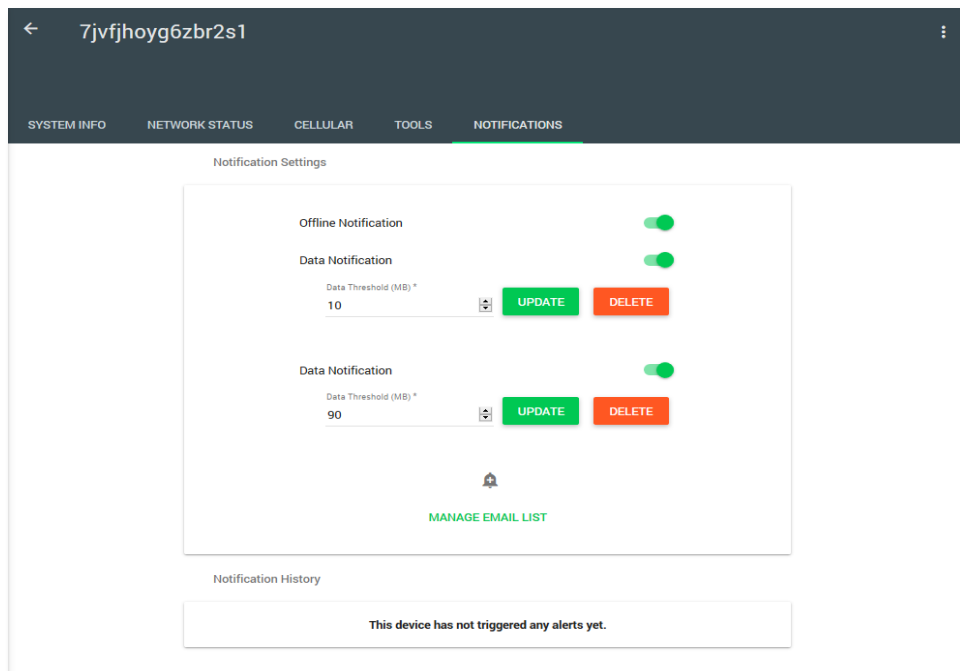 7jvfjhoyg6zbr2s1
SYSTEM INFO NETWORK STATUS CELLULAR TOOLS NOTIFICATIONS
Notification Settings
Offline Notification
Data Notification
Data Threshold (MB) *
10 UPDATE DELETE
Data Notification
Data Threshold (MB) *
90 UPDATE DELETE
MANAGE EMAIL LIST
Notification History
This device has not triggered any alerts yet.